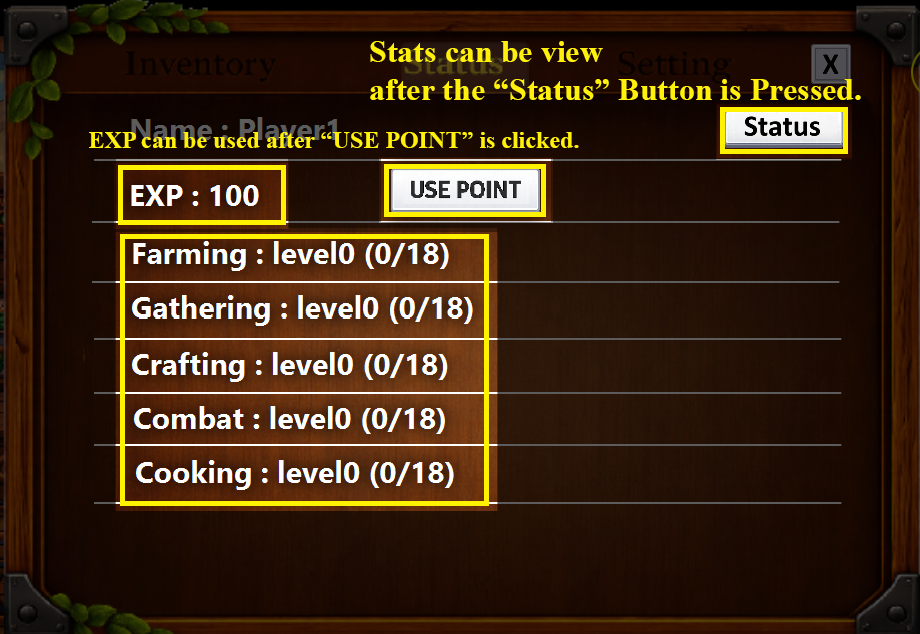 Inventory Status Setting X
Stats can be view
after the “Status” Button is Pressed.
Name : Player1
Status
EXP can be used after “USE POINT” is clicked.
EXP : 100
USE POINT
Farming : level0 (0/18)
Gathering : level0 (0/18)
Crafting : level0 (0/18)
Combat : level0 (0/18)
Cooking : level0 (0/18)